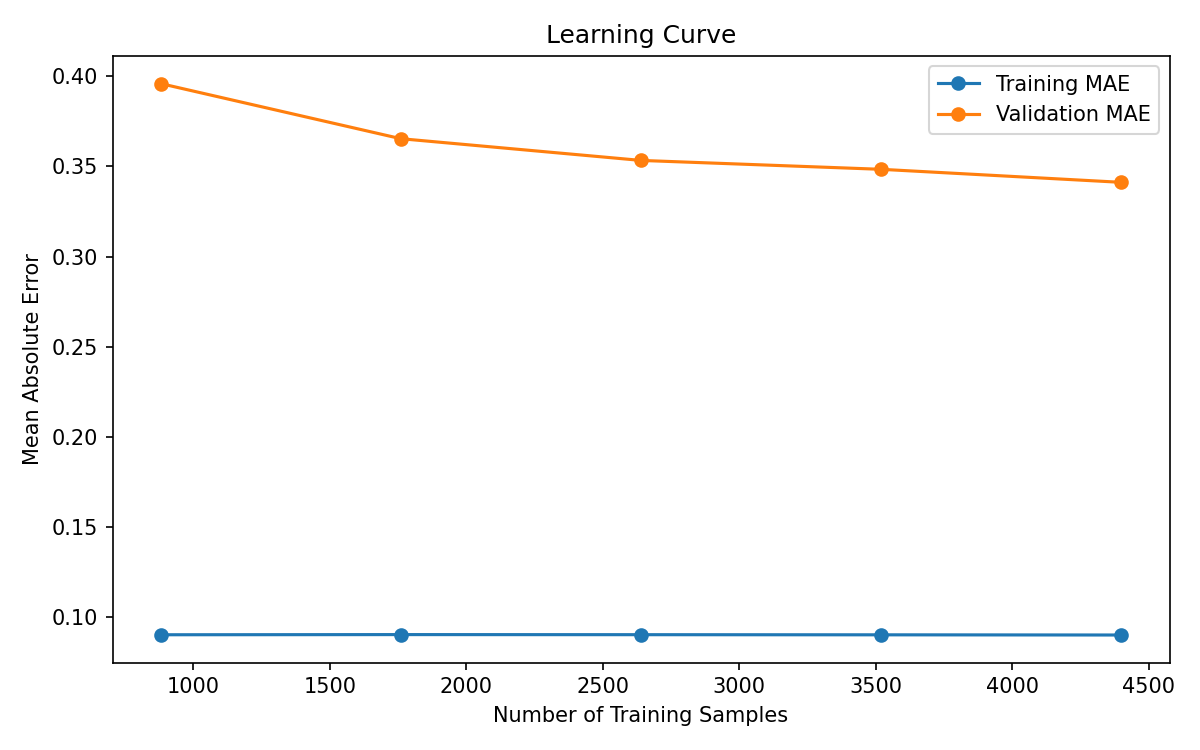 Learning Curve
Training MAE
Validation MAE
Mean Absolute Error
0.40
0.35
0.30
0.25
0.20
0.15
0.10
1000 1500 2000 2500 3000 3500 4000 4500
Number of Training Samples